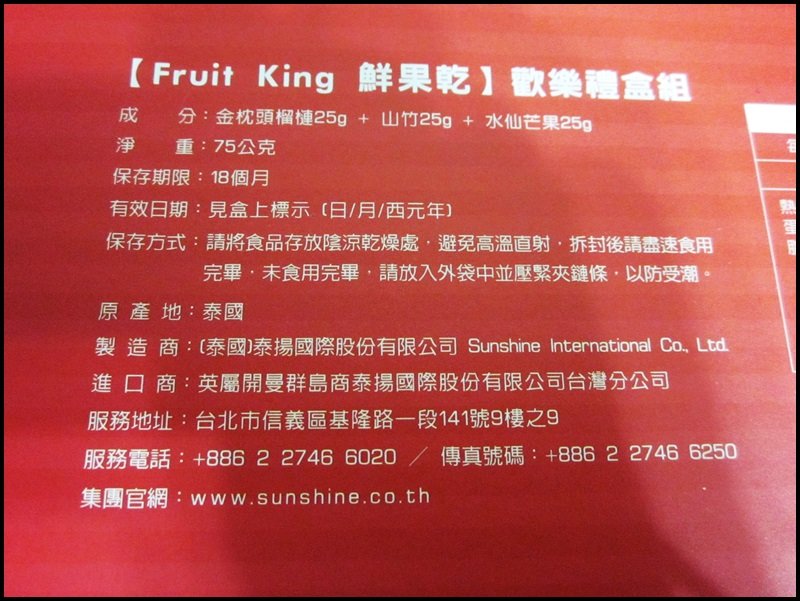 【Fruit King 鮮果乾】歡樂禮盒組
成 分：金枕頭榴槤25g + 山竹25g + 水仙芒果25g
淨 重：75公克
保存期限：18個月
有效日期：見盒上標示 (日/月/西元年)
保存方式：請將食品存放陰涼乾燥處，避免高溫直射，拆封後請盡速食用
完畢，未食用完畢，請放入外袋中並壓緊夾鏈條，以防受潮。
原 產 地：泰國
製 造 商：(泰國)泰揚國際股份有限公司 Sunshine International Co., Ltd.
進 口 商：英屬開曼群島商泰揚國際股份有限公司台灣分公司
服務地址：台北市信義區基隆路一段141號9樓之9
服務電話：+886 2 2746 6020 ／ 傳真號碼：+886 2 2746 6250
集團官網：www.sunshine.co.th
熱